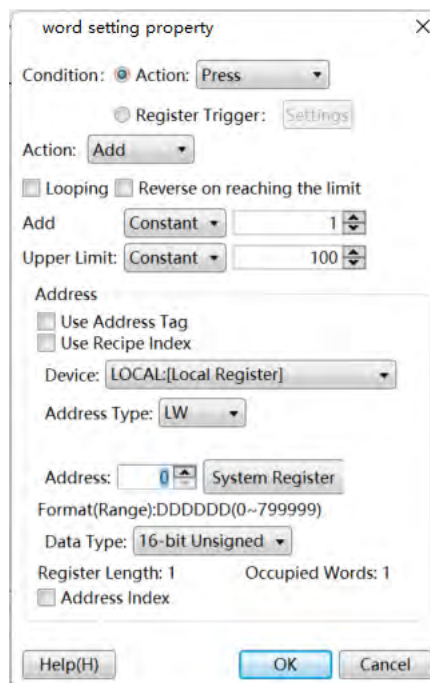 word setting property
Condition: Action: Press
Register Trigger: Settings
Action: Add
Looping Reverse on reaching the limit
Add Constant 1
Upper Limit: Constant 100
Address
Use Address Tag
Use Recipe Index
Device: LOCAL:[Local Register]
Address Type: LW
Address: 0 System Register
Format(Range):DDDDDD(0~799999)
Data Type: 16-bit Unsigned
Register Length: 1 Occupied Words: 1
Address Index
Help(H) OK Cancel